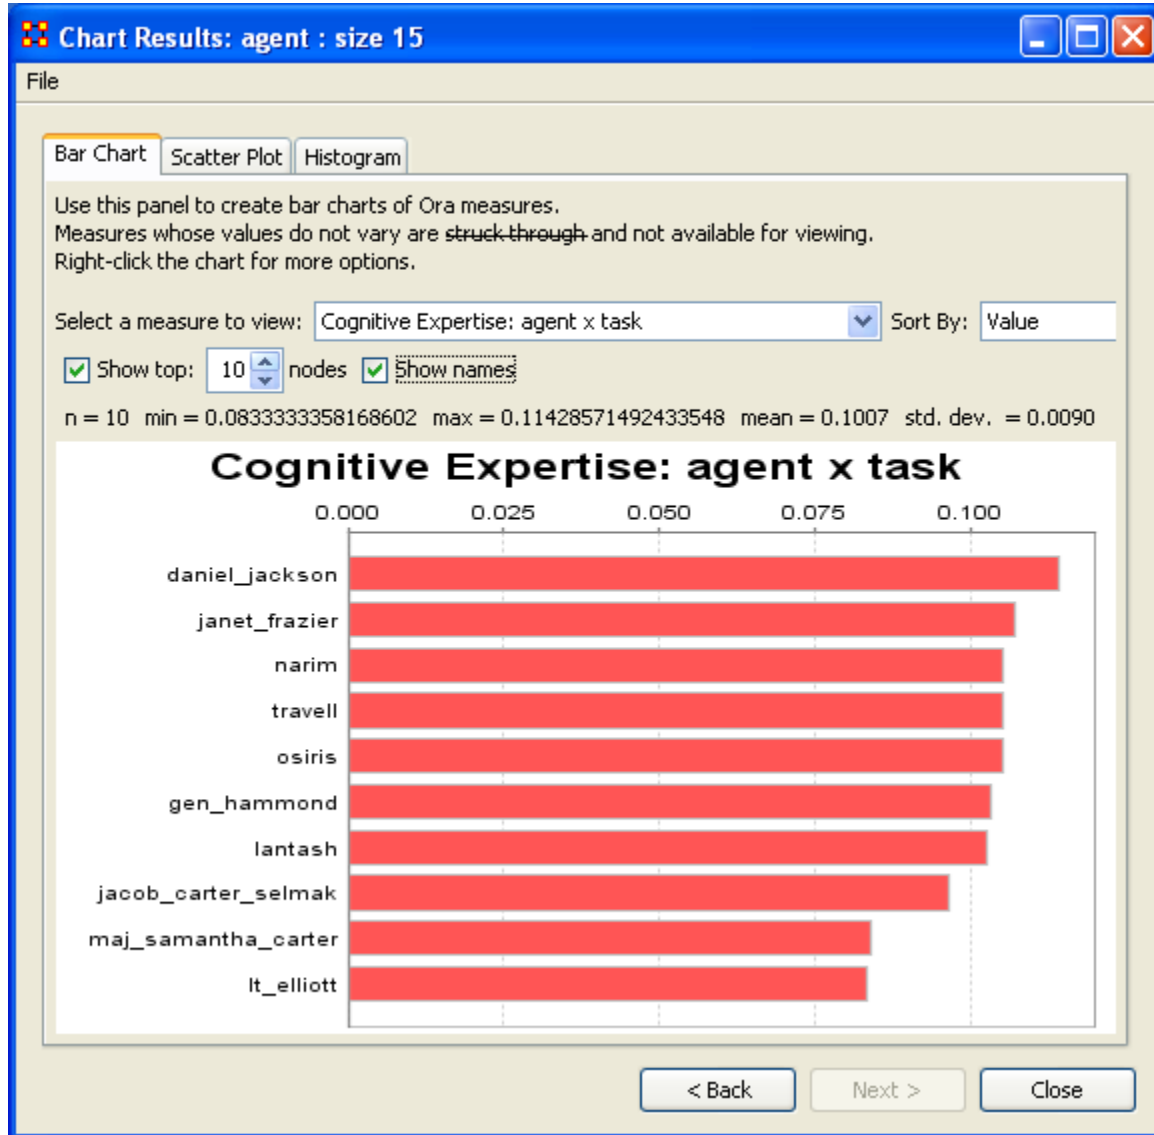 Chart Results: agent : size 15
File
Bar Chart Scatter Plot Histogram
Use this panel to create bar charts of Ora measures.
Measures whose values do not vary are struck through and not available for viewing.
Right-click the chart for more options.
Select a measure to view: Cognitive Expertise: agent x task Sort By: Value
Show top: 10 nodes Show names
n = 10 min = 0.0833333358168602 max = 0.11428571492433548 mean = 0.1007 std. dev. = 0.0090
Cognitive Expertise: agent x task
0.000 0.025 0.050 0.075 0.100
daniel_jackson
janet_frazier
narim
travell
osiris
gen_hammond
lantash
jacob_carter_selmak
maj_samantha_carter
lt_elliott
< Back Next > Close